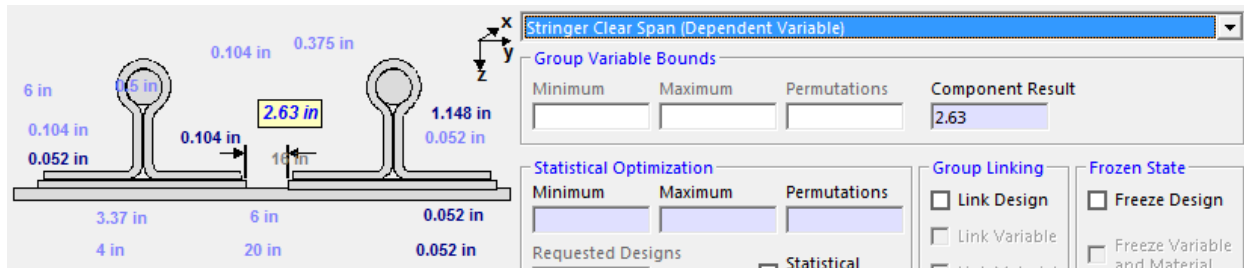 x
Stringer Clear Span (Dependent Variable)
y
z
0.104 in
0.375 in
6 in
0.5 in
2.63 in
1.148 in
0.104 in
0.104 in
0.052 in
0.052 in
16 in
3.37 in
6 in
0.052 in
4 in
20 in
0.052 in
Group Variable Bounds
Minimum
Maximum
Permutations
Component Result
2.63
Statistical Optimization
Minimum
Maximum
Permutations
Requested Designs
Statistical
Group Linking
Link Design
Link Variable
Frozen State
Freeze Design
Freeze Variable
and Material